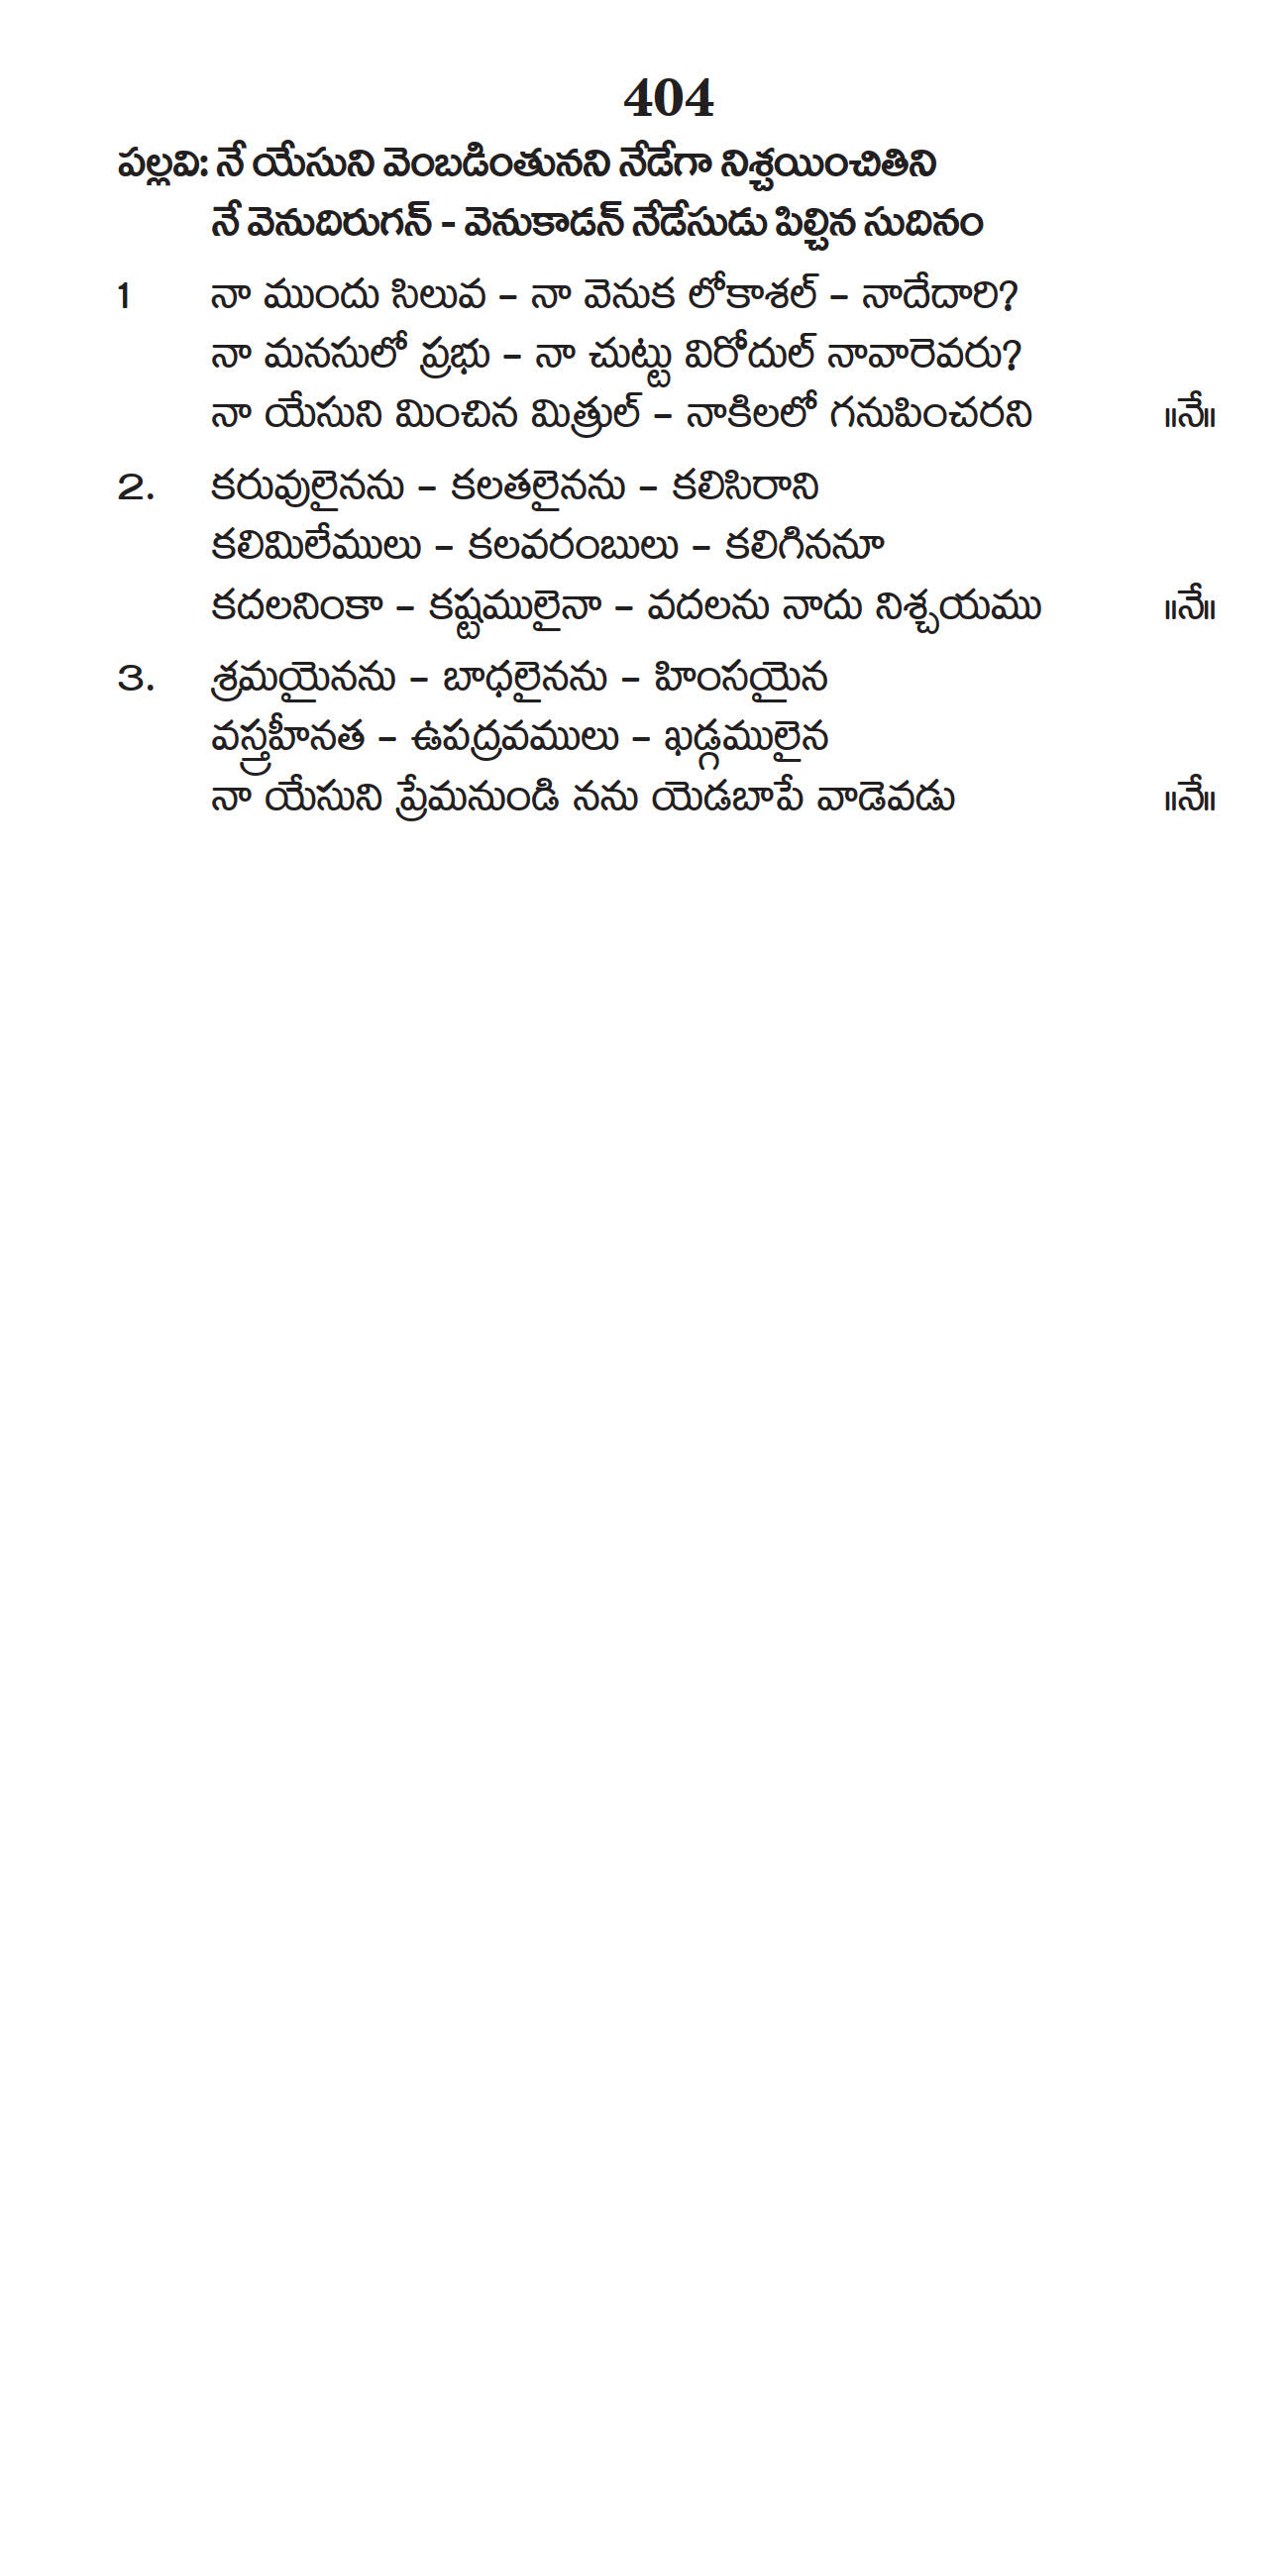 404
పల్లవి: నే యేసుని వెంబడింతునని నేడేగా నిశ్చయించితిని
నే వెనుదిరుగన్ - వెనుకాడన్ నేడేసుడు పిల్చిన సుదినం
1 నా ముందు సిలువ – నా వెనుక లోకాశల్ – నాదేదారి?
నా మనసులో ప్రభు – నా చుట్టు విరోదుల్ నావారెవరు?
నా యేసుని మించిన మిత్రుల్ – నాకిలలో గనుపించరని ॥నే॥
2. కరువులైనను – కలతలైనను – కలిసిరాని
కలిమిలేములు – కలవరంబులు – కలిగిననూ
కదలనింకా – కష్టములైనా – వదలను నాదు నిశ్చయము ॥నే॥
3. శ్రమయైనను – బాధలైనను – హింసయైన
వస్త్రహీనత – ఉపద్రవములు – ఖడ్గములైన
నా యేసుని ప్రేమనుండి నను యెడబాపే వాడెవడు ॥నే॥